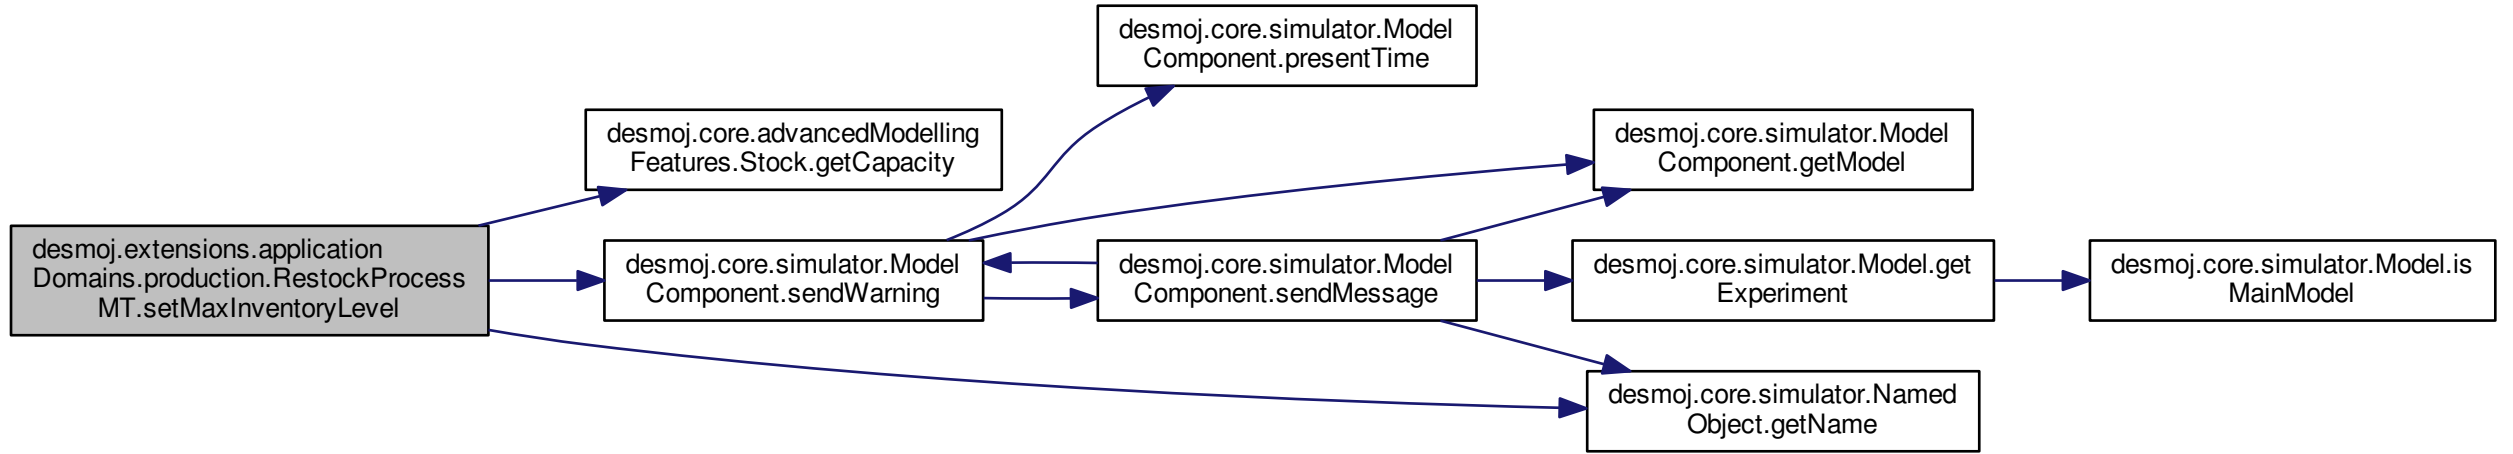 desmoj.core.simulator.Model
Component.presentTime
desmoj.core.advancedModelling
Features.Stock.getCapacity
desmoj.core.simulator.Model
Component.getModel
desmoj.extensions.application
Domains.production.RestockProcess
MT.setMaxInventoryLevel
desmoj.core.simulator.Model
Component.sendWarning
desmoj.core.simulator.Model
Component.sendMessage
desmoj.core.simulator.Model.get
Experiment
desmoj.core.simulator.Model.is
MainModel
desmoj.core.simulator.Named
Object.getName